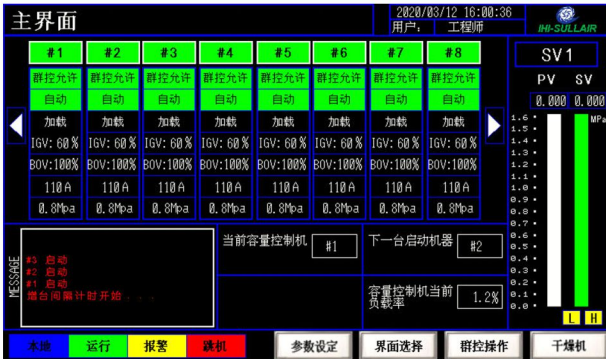 主界面
2020/03/12 16:00:36
用户: 工程师
IHI-SULLAIR
#1 #2 #3 #4 #5 #6 #7 #8
群控允许 群控允许 群控允许 群控允许 群控允许 群控允许 群控允许 群控允许
自动 自动 自动 自动 自动 自动 自动 自动
加载 加载 加载 加载 加载 加载 加载 加载
IGV: 60% IGV: 60% IGV: 60% IGV: 60% IGV: 60% IGV: 60% IGV: 60% IGV: 60%
BOV:100% BOV:100% BOV:100% BOV:100% BOV:100% BOV:100% BOV:100% BOV:100%
110A 110A 110A 110A 110A 110A 110A 110A
0.8Mpa 0.8Mpa 0.8Mpa 0.8Mpa 0.8Mpa 0.8Mpa 0.8Mpa 0.8Mpa
SV1
PV SV
0.000 0.000
MPa
1.6
1.5
1.4
1.3
1.2
1.1
1.0
0.9
0.8
0.7
0.6
0.5
0.4
0.3
0.2
0.1
0.0
L H
MESSAGE
#3 启动
#2 启动
#1 启动
增台间隔计时开始...
当前容量控制机 #1
下一台启动机器 #2
容量控制机当前
负载率 1.2%
本地 运行 报警 跳机 参数设定 界面选择 群控操作 干燥机